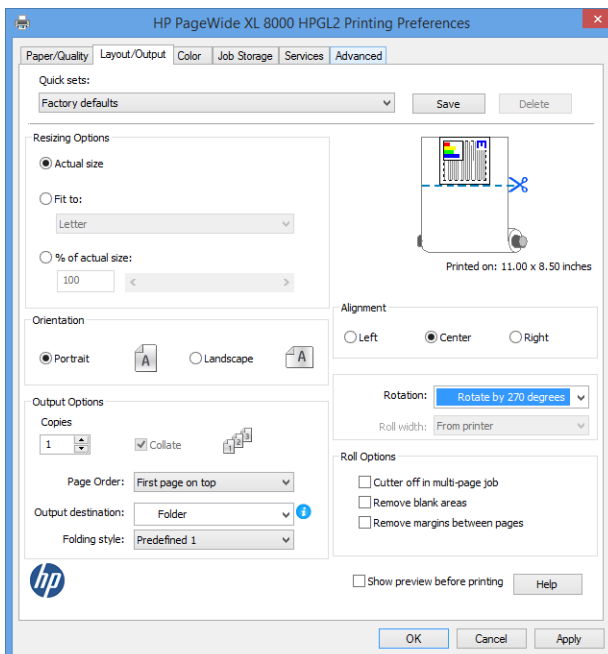 HP PageWide XL 8000 HPGL2 Printing Preferences
Paper/Quality Layout/Output Color Job Storage Services Advanced
Quick sets:
Factory defaults Save Delete
Resizing Options
Actual size
Fit to:
Letter
% of actual size:
100
Printed on: 11.00 x 8.50 inches
Orientation
Portrait A Landscape A
Alignment
Left Center Right
Output Options
Copies
1 Collate 1 2 3
Page Order: First page on top
Output destination: Folder
Folding style: Predefined 1
Rotation: Rotate by 270 degrees
Roll width: From printer
Roll Options
Cutter off in multi-page job
Remove blank areas
Remove margins between pages
hp
Show preview before printing Help
OK Cancel Apply